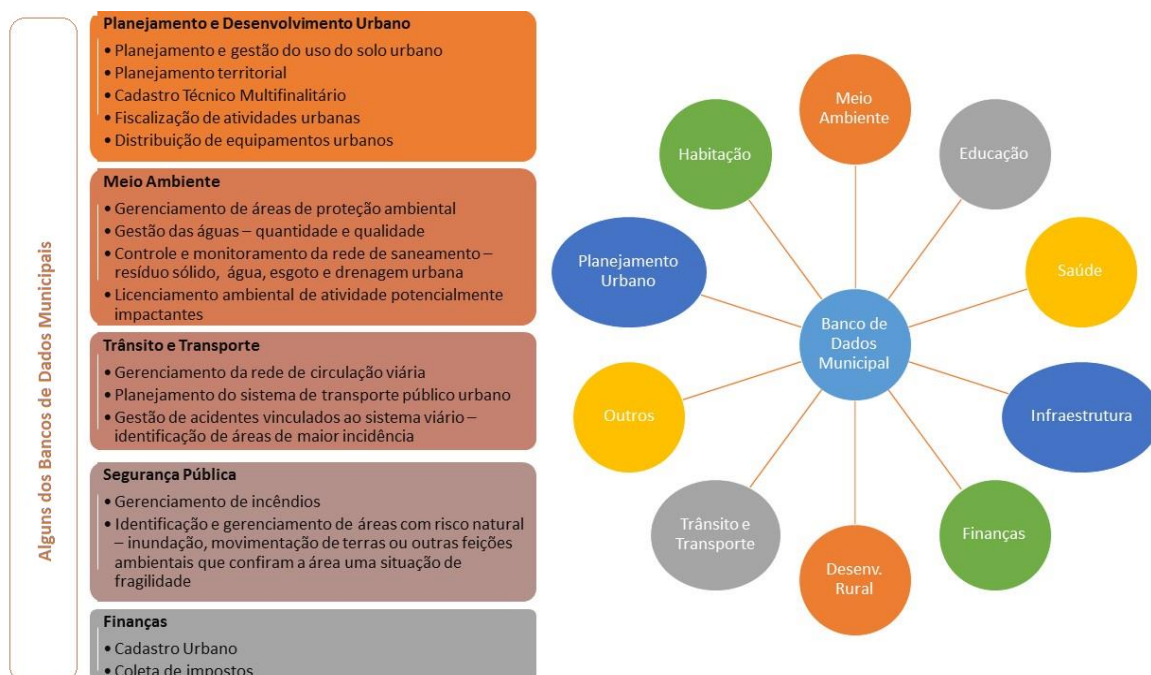 Alguns dos Bancos de Dados Municipais
Planejamento e Desenvolvimento Urbano
• Planejamento e gestão do uso do solo urbano
• Planejamento territorial
• Cadastro Técnico Multifinalitário
• Fiscalização de atividades urbanas
• Distribuição de equipamentos urbanos
Meio Ambiente
• Gerenciamento de áreas de proteção ambiental
• Gestão das águas – quantidade e qualidade
• Controle e monitoramento da rede de saneamento –
resíduo sólido, água, esgoto e drenagem urbana
• Licenciamento ambiental de atividade potencialmente
impactantes
Trânsito e Transporte
• Gerenciamento da rede de circulação viária
• Planejamento do sistema de transporte público urbano
• Gestão de acidentes vinculados ao sistema viário –
identificação de áreas de maior incidência
Segurança Pública
• Gerenciamento de incêndios
• Identificação e gerenciamento de áreas com risco natural
– inundação, movimentação de terras ou outras feições
ambientais que confiram a área uma situação de
fragilidade
Finanças
• Cadastro Urbano
• Coleta de impostos
Meio
Ambiente
Educação
Saúde
Infraestrutura
Finanças
Desenv.
Rural
Trânsito e
Transporte
Outros
Planejamento
Urbano
Habitação
Banco de
Dados
Municipal